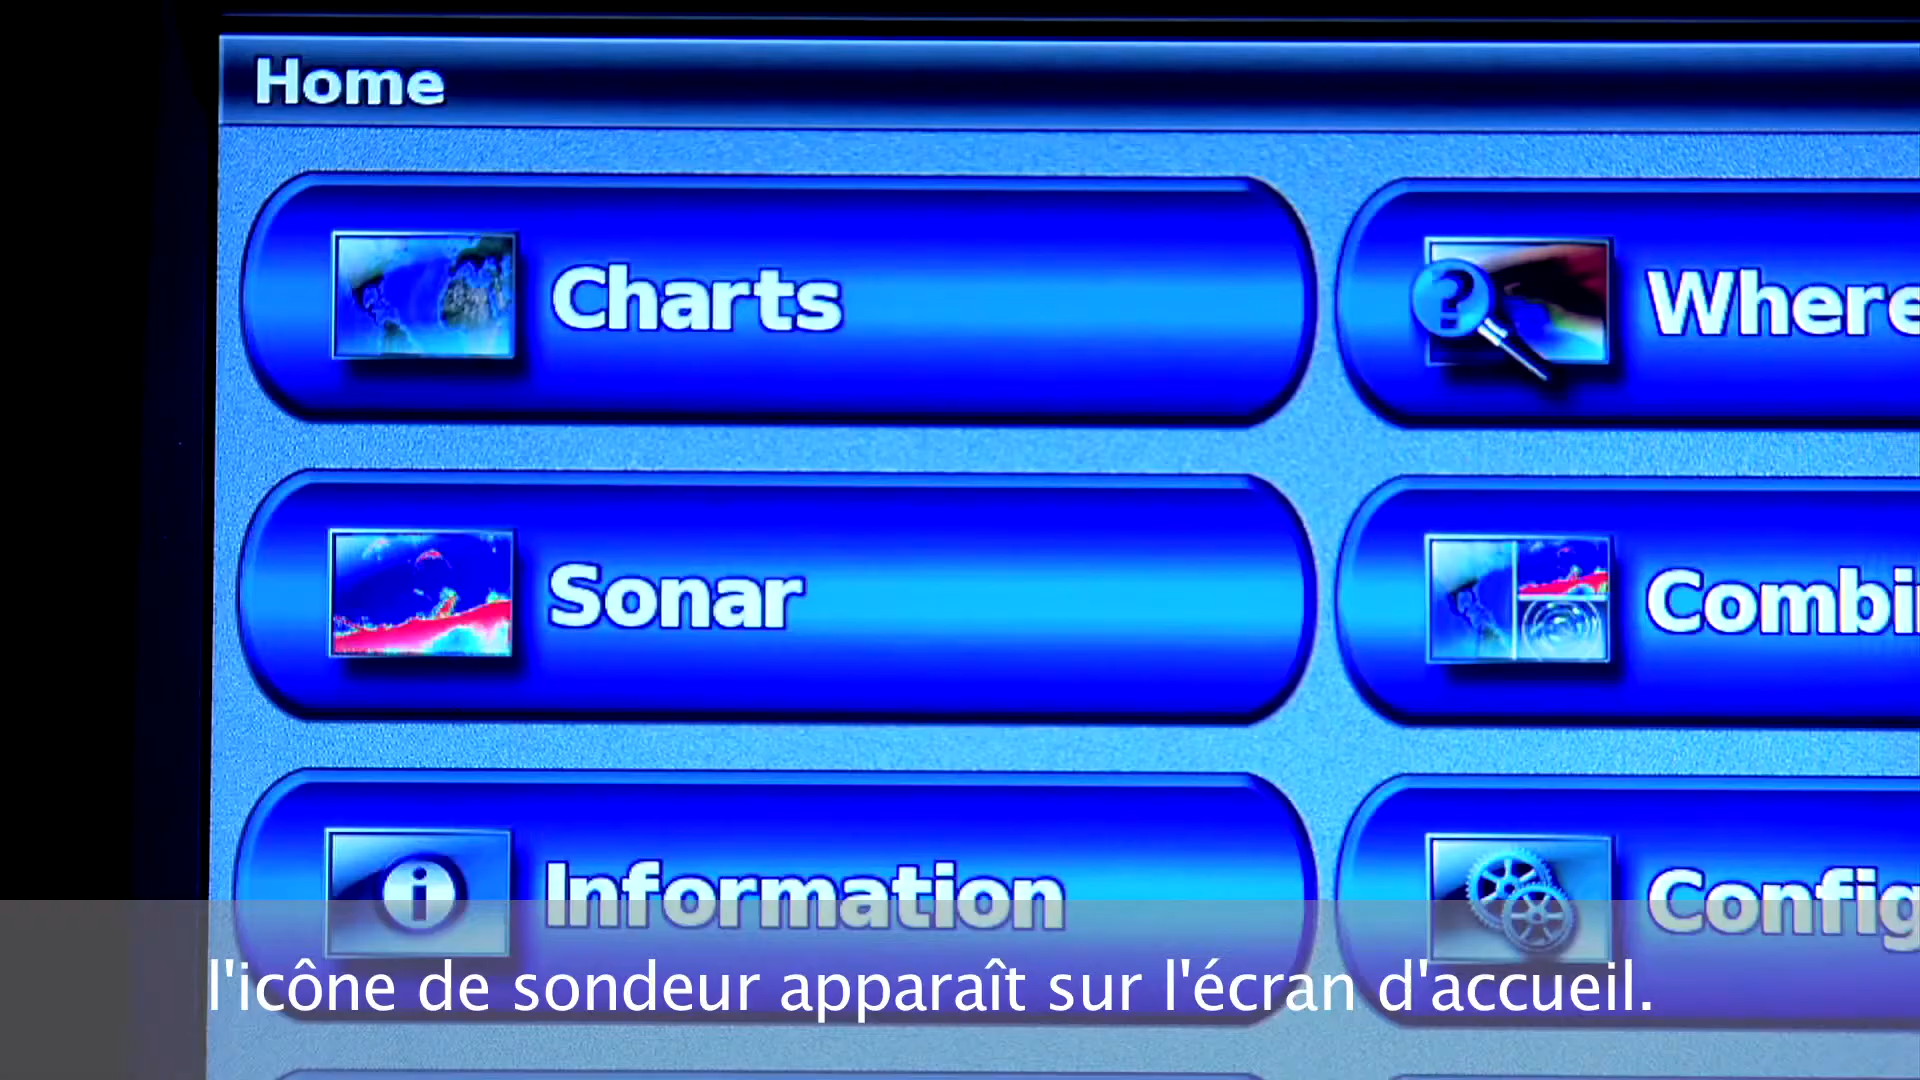 Home
Charts
Where
Sonar
Combi
Information
Config
l'icône de sondeur apparaît sur l'écran d'accueil.